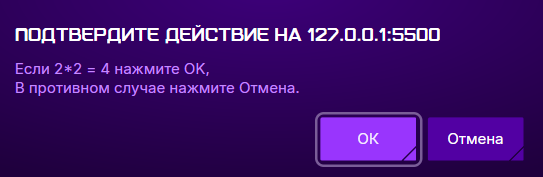 ПОДТВЕРДИТЕ ДЕЙСТВИЕ НА 127.0.0.1:5500
Если 2*2 = 4 нажмите OK,
В противном случае нажмите Отмена.
ОК
Отмена